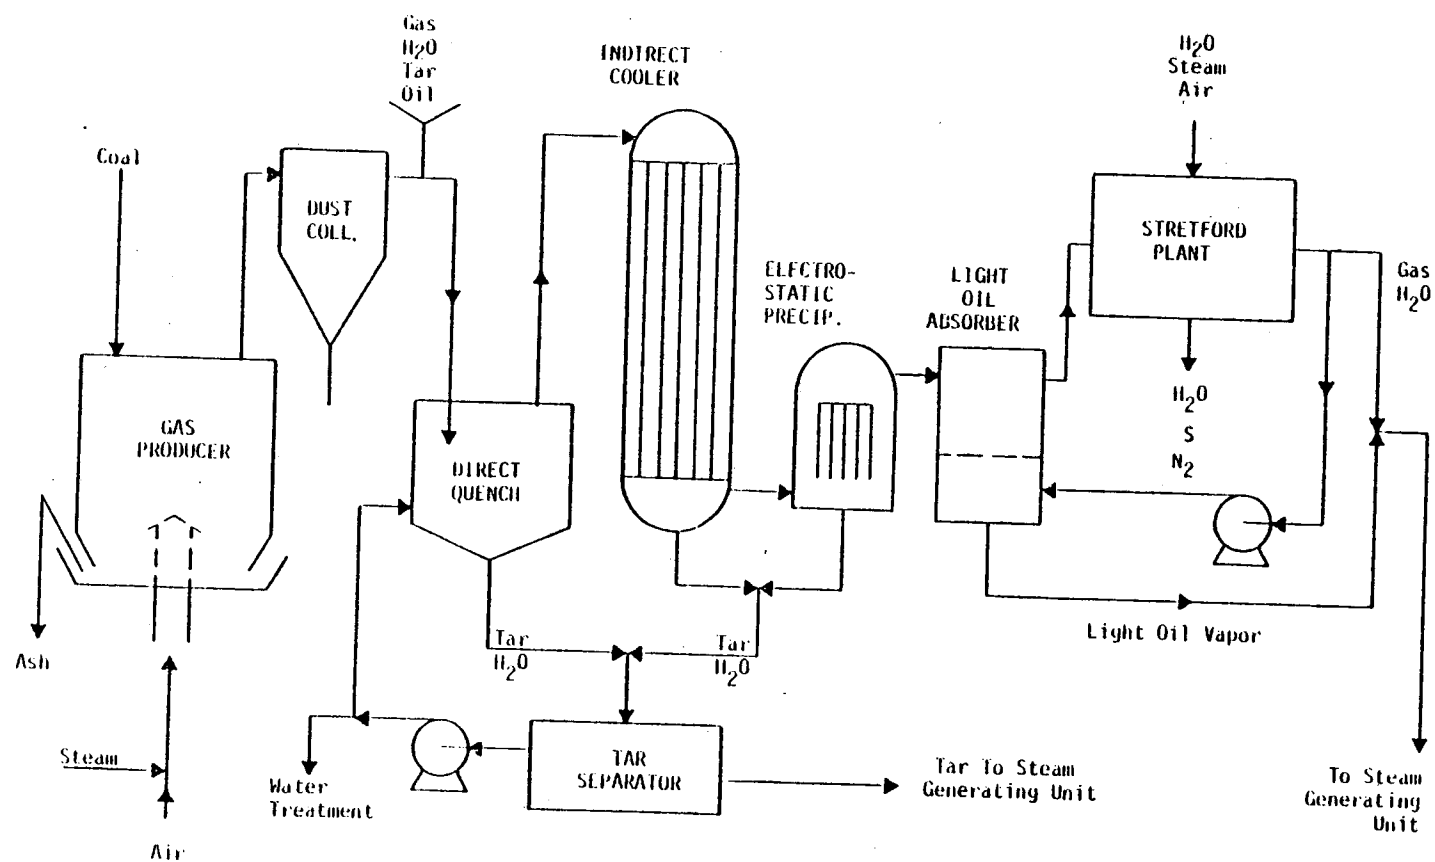 Gas
H₂O
Tar
Oil
INDIRECT
COOLER
H₂O
Steam
Air
Coal
DUST
COLL.
STRETFORD
PLANT
ELECTRO-
STATIC
PRECIP.
LIGHT
OIL
ABSORBER
Gas
H₂O
GAS
PRODUCER
DIRECT
QUENCH
H₂O
S
N₂
Ash
Tar
H₂O
Tar
H₂O
Light Oil Vapor
Steam
Air
Water
Treatment
TAR
SEPARATOR
Tar To Steam
Generating Unit
To Steam
Generating
Unit